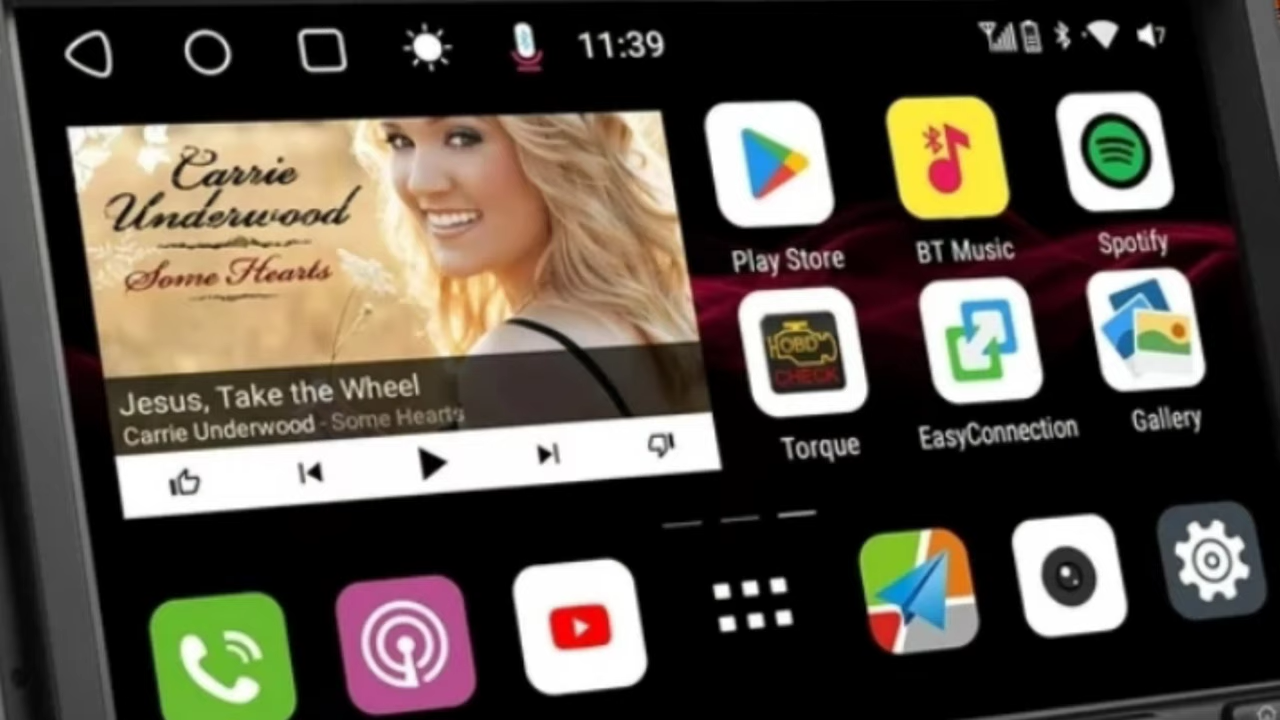 11:39
7
Carrie
Underwood
Some Hearts
Jesus, Take the Wheel
Carrie Underwood - Some Hearts
Play Store
BT Music
Spotify
OBD
CHECK
Torque
EasyConnection
Gallery